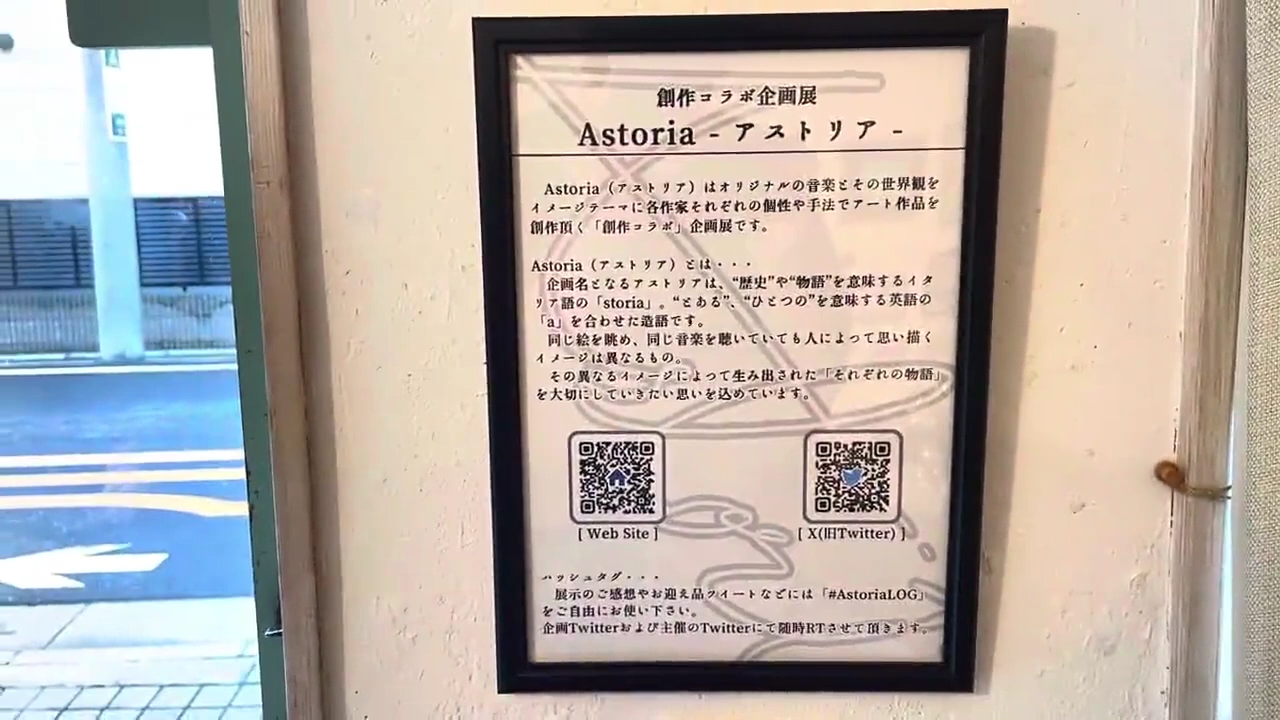 創作コラボ企画展
Astoria - アストリア -
Astoria（アストリア）はオリジナルの音楽とその世界観を
イメージテーマに各作家それぞれの個性や手法でアート作品を
創作頂く「創作コラボ」企画展です。
Astoria（アストリア）とは・・・
企画名となるアストリアは、“歴史”や“物語”を意味するイタ
リア語の「storia」。“とある”、“ひとつの”を意味する英語の
「a」を合わせた造語です。
同じ絵を眺め、同じ音楽を聴いていても人によって思い描く
イメージは異なるもの。
その異なるイメージによって生み出された「それぞれの物語」
を大切にしていきたい思いを込めています。
[ Web Site ]
[ X(旧Twitter) ]
ハッシュタグ・・・
展示のご感想やお迎え品ツイートなどには「#AstoriaLOG」
をご自由にお使い下さい。
企画Twitterおよび主催のTwitterにて随時RTさせて頂きます。